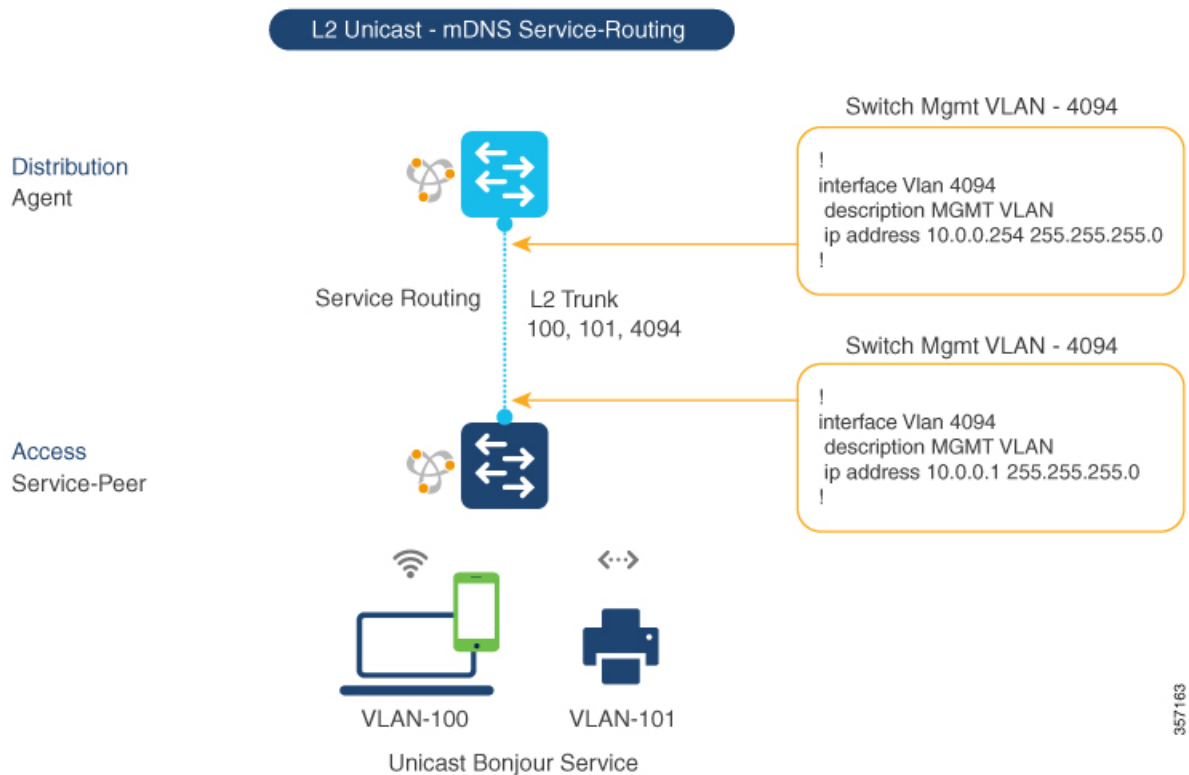 L2 Unicast - mDNS Service-Routing
Distribution
Agent
Switch Mgmt VLAN - 4094
!
interface Vlan 4094
description MGMT VLAN
ip address 10.0.0.254 255.255.255.0
!
Service Routing
L2 Trunk
100, 101, 4094
Switch Mgmt VLAN - 4094
!
interface Vlan 4094
description MGMT VLAN
ip address 10.0.0.1 255.255.255.0
!
Access
Service-Peer
VLAN-100
VLAN-101
Unicast Bonjour Service
357163